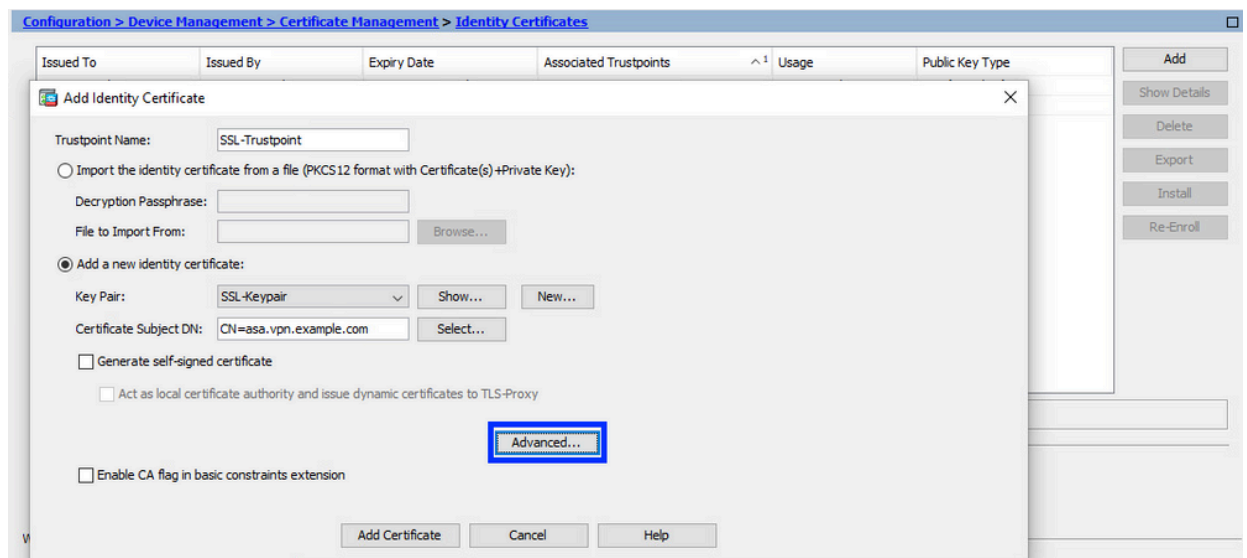 Configuration > Device Management > Certificate Management > Identity Certificates
Issued To Issued By Expiry Date Associated Trustpoints 1 Usage Public Key Type
Add
Add Identity Certificate
Show Details
Trustpoint Name: SSL-Trustpoint
Delete
Import the identity certificate from a file (PKCS12 format with Certificate(s)+Private Key):
Export
Decryption Passphrase:
Install
File to Import From: Browse...
Re-Enroll
Add a new identity certificate:
Key Pair: SSL-Keypair Show... New...
Certificate Subject DN: CN=asa.vpn.example.com Select...
Generate self-signed certificate
Act as local certificate authority and issue dynamic certificates to TLS-Proxy
Advanced...
Enable CA flag in basic constraints extension
Add Certificate Cancel Help